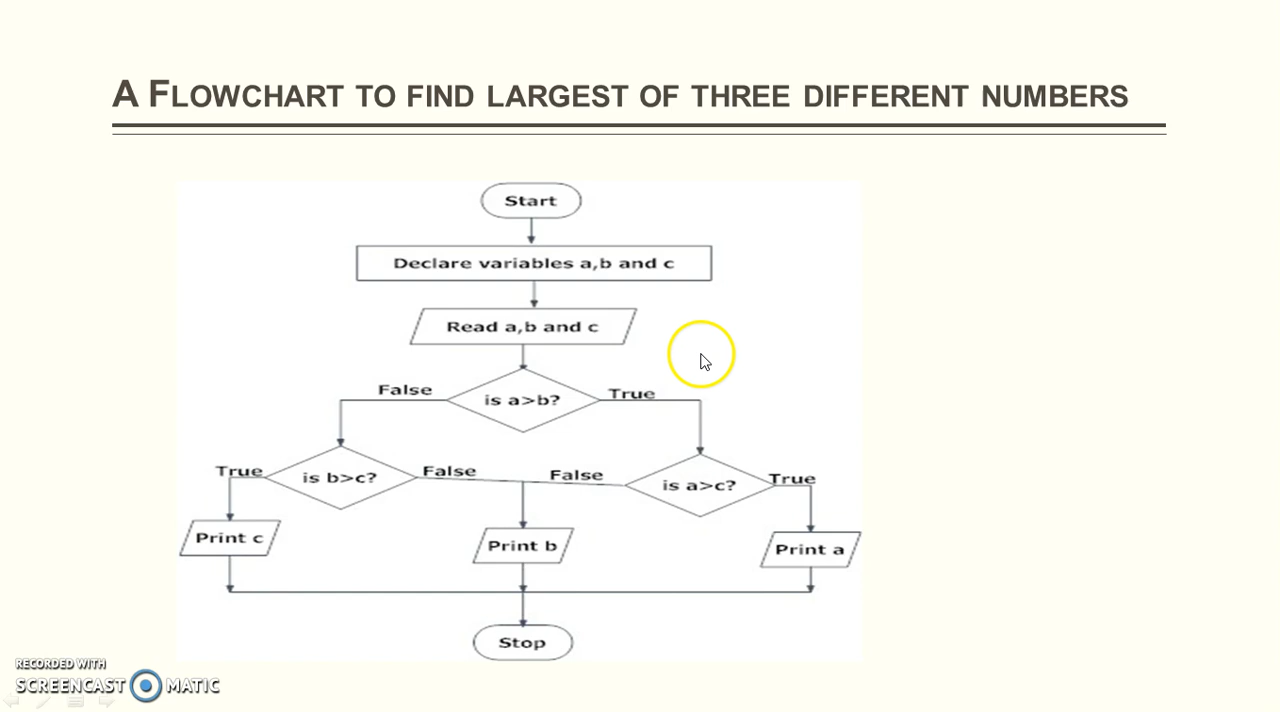 A FLOWCHART TO FIND LARGEST OF THREE DIFFERENT NUMBERS
Start
Declare variables a,b and c
Read a,b and c
False
is a>b?
True
True
is b>c?
False
False
is a>c?
True
Print c
Print b
Print a
Stop
RECORDED WITH
SCREENCAST MATIC